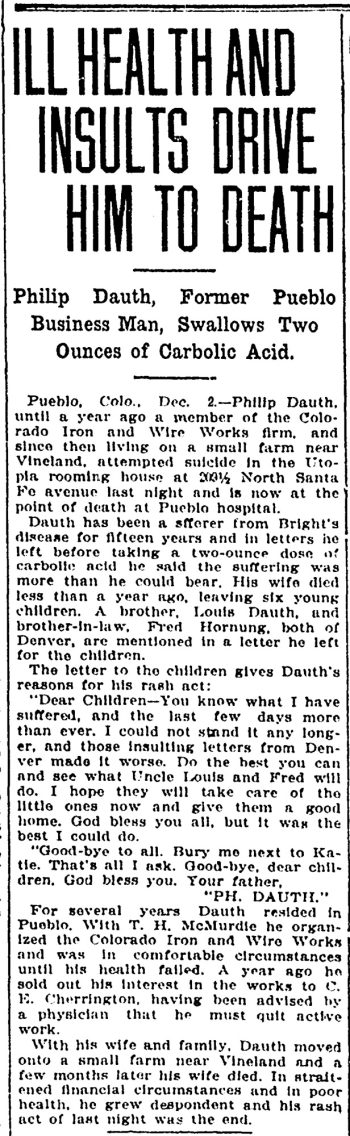 ILL HEALTH AND
INSULTS DRIVE
HIM TO DEATH
Philip Dauth, Former Pueblo
Business Man, Swallows Two
Ounces of Carbolic Acid.
Pueblo, Colo., Dec. 2.—Philip Dauth,
until a year ago a member of the Colo-
rado Iron and Wire Works firm, and
since then living on a small farm near
Vineland, attempted suicide in the Uto-
pia rooming house at 209½ North Santa
Fe avenue last night and is now at the
point of death at Pueblo hospital.
Dauth has been a sfferer from Bright's
disease for fifteen years and in letters he
left before taking a two-ounce dose of
carbolic acid he said the suffering was
more than he could bear. His wife died
less than a year ago, leaving six young
children. A brother, Louis Dauth, and
brother-in-law, Fred Hornung, both of
Denver, are mentioned in a letter he left
for the children.
The letter to the children gives Dauth's
reasons for his rash act:
"Dear Children—You know what I have
suffered, and the last few days more
than ever. I could not stand it any long-
er, and those insulting letters from Den-
ver made it worse. Do the best you can
and see what Uncle Louis and Fred will
do. I hope they will take care of the
little ones now and give them a good
home. God bless you all, but it was the
best I could do.
"Good-bye to all. Bury me next to Ka-
tie. That's all I ask. Good-bye, dear chil-
dren. God bless you. Your father,
"PH. DAUTH."
For several years Dauth resided in
Pueblo. With T. H. McMurdie he organ-
ized the Colorado Iron and Wire Works
and was in comfortable circumstances
until his health failed. A year ago he
sold out his interest in the works to C.
E. Cherrington, having been advised by
a physician that he must quit active
work.
With his wife and family, Dauth moved
onto a small farm near Vineland and a
few months later his wife died. In strait-
ened financial circumstances and in poor
health, he grew despondent and his rash
act of last night was the end.